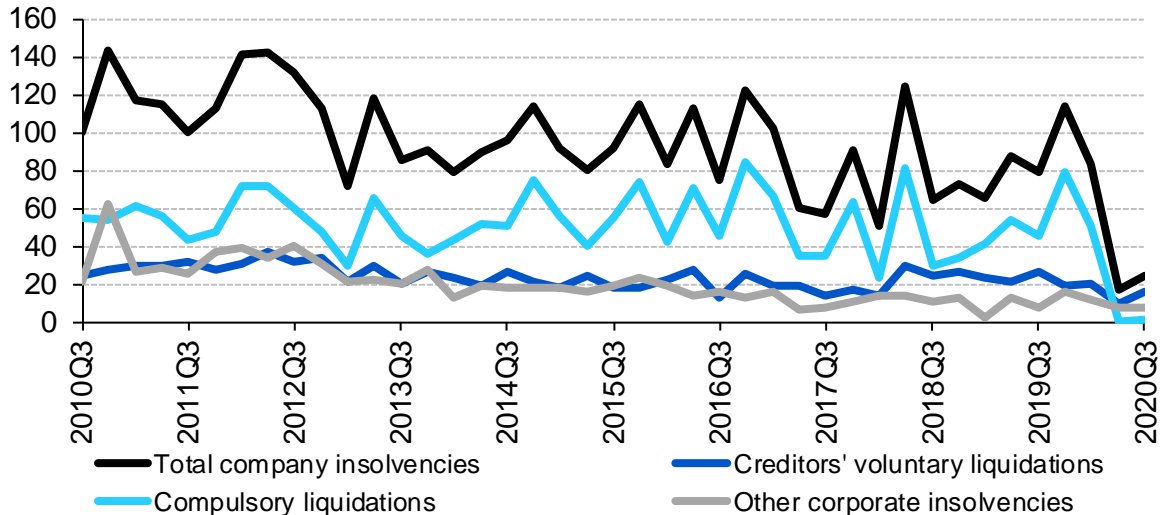 160
140
120
100
80
60
40
20
0
2010Q3
2011Q3
2012Q3
2013Q3
2014Q3
2015Q3
2016Q3
2017Q3
2018Q3
2019Q3
2020Q3
Total company insolvencies
Creditors' voluntary liquidations
Compulsory liquidations
Other corporate insolvencies